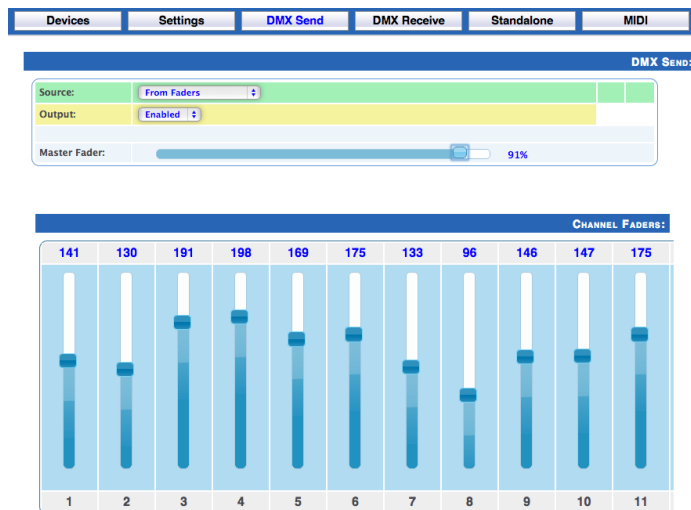 Devices Settings DMX Send DMX Receive Standalone MIDI
DMX SEND:
Source: From Faders
Output: Enabled
Master Fader: 91%
CHANNEL FADERS:
141 130 191 198 169 175 133 96 146 147 175
1 2 3 4 5 6 7 8 9 10 11